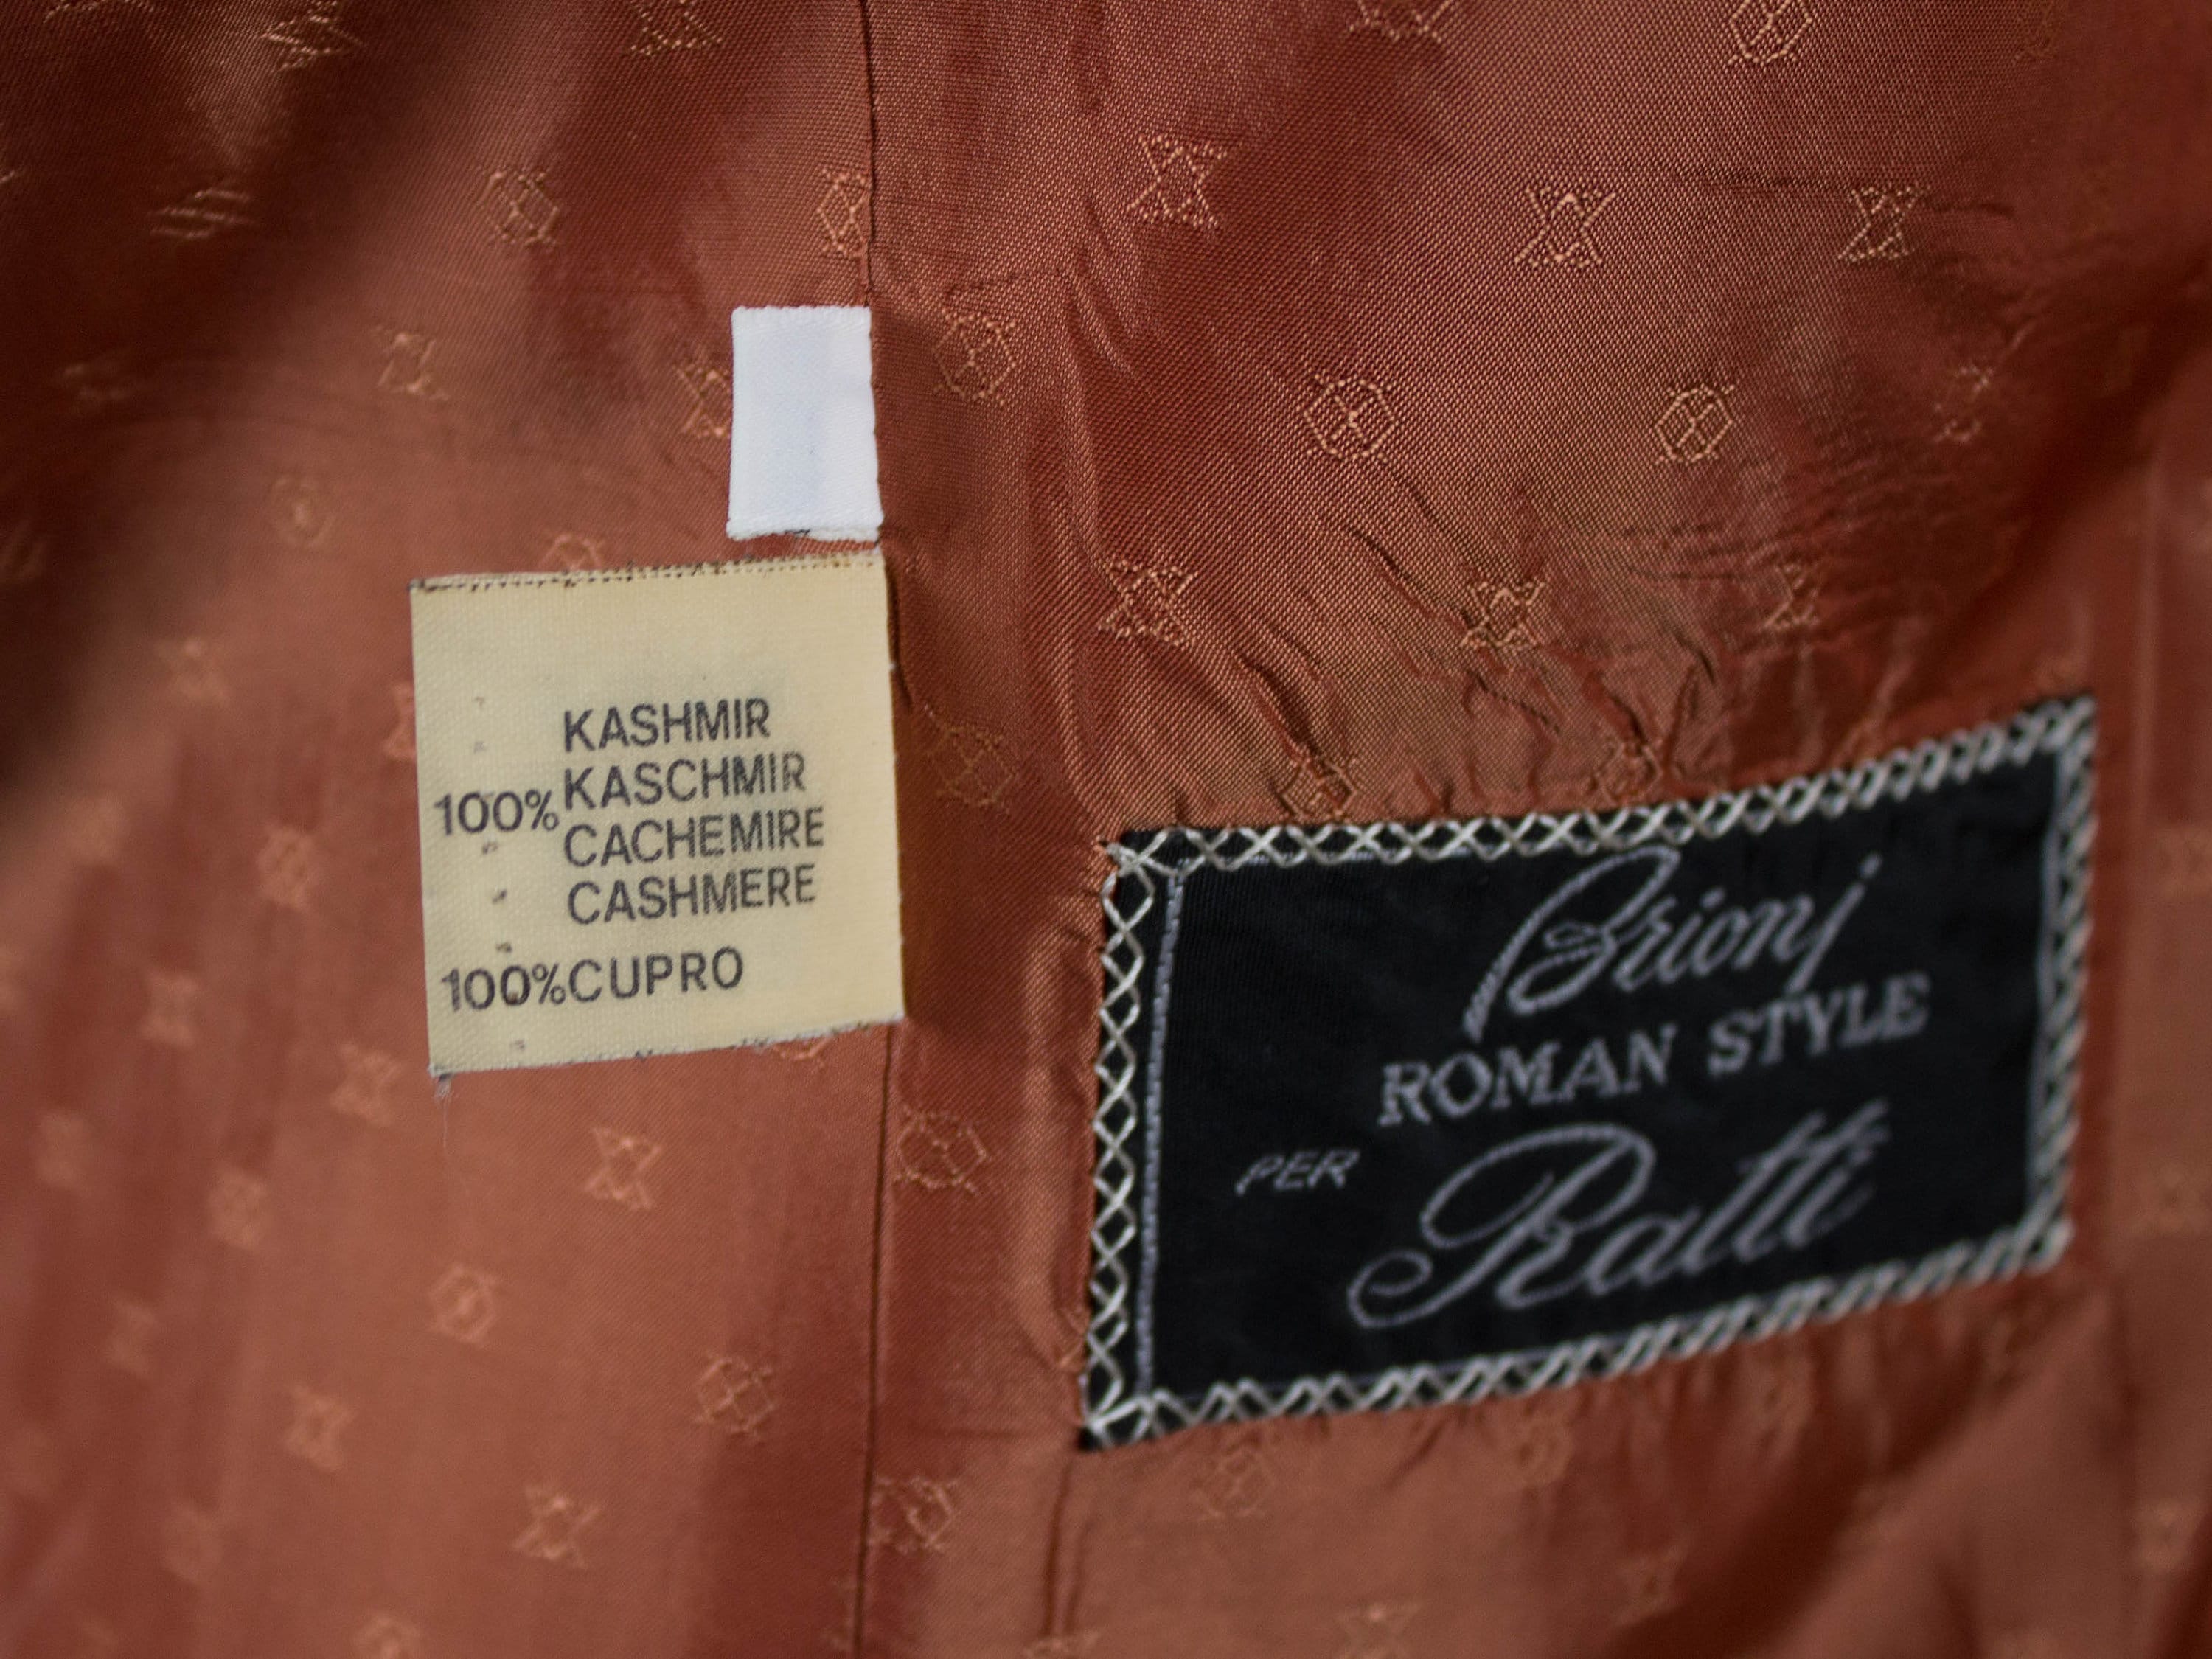 KASHMIR
KASCHMIR
100%
CACHEMIRE
CASHMERE
100% CUPRO
Brioni
ROMAN STYLE
PER
Ratti